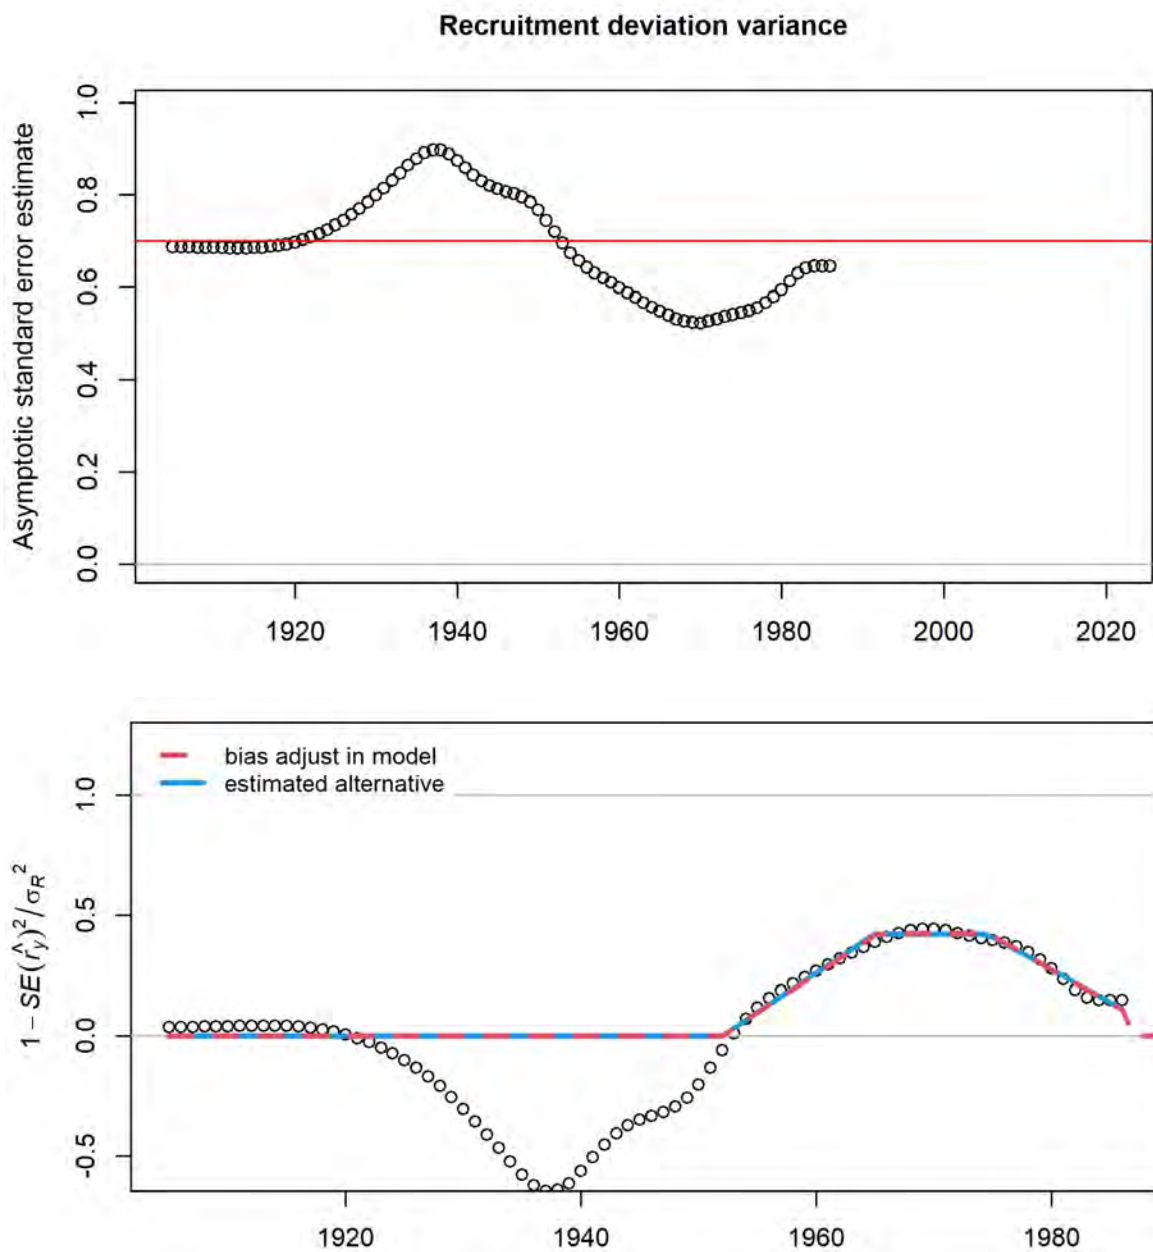 Recruitment deviation variance
Asymptotic standard error estimate
1.0
0.8
0.6
0.4
0.2
0.0
1920 1940 1960 1980 2000 2020
bias adjust in model
estimated alternative
1 − SE(r̂y)² / σR²
1.0
0.5
0.0
-0.5
1920 1940 1960 1980